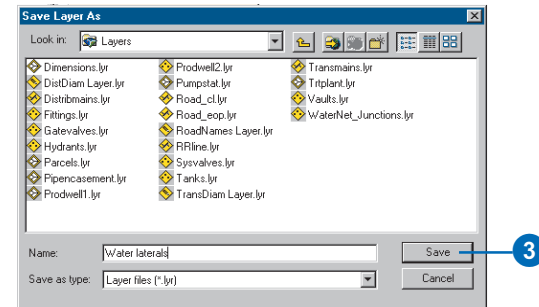 Save Layer As
Look in: Layers
Dimensions.lyr Prodwell2.lyr Transmains.lyr
DistDiam Layer.lyr Pumpstat.lyr Trtplant.lyr
Distribmains.lyr Road_cl.lyr Vaults.lyr
Fittings.lyr Road_eop.lyr WaterNet_Junctions.lyr
Gatevalves.lyr RoadNames Layer.lyr
Hydrants.lyr RRline.lyr
Parcels.lyr Sysvalves.lyr
Pipencasement.lyr Tanks.lyr
Prodwell1.lyr TransDiam Layer.lyr
Name: Water laterals Save 3
Save as type: Layer files (*.lyr) Cancel